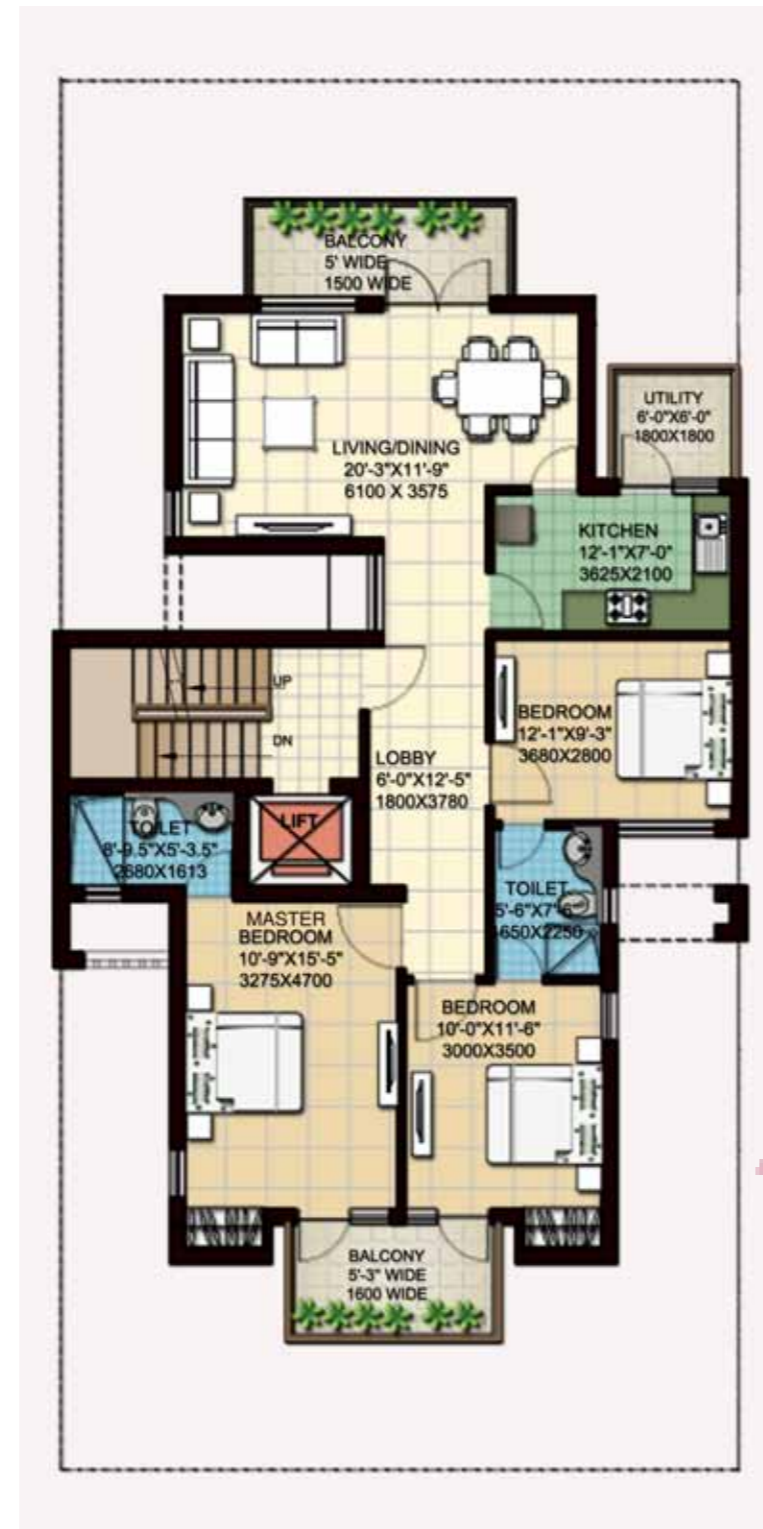 BALCONY
5' WIDE
1500 WIDE
UTILITY
6'-0"X6'-0"
1800X1800
LIVING/DINING
20'-3"X11'-9"
6100 X 3575
KITCHEN
12'-1"X7'-0"
3625X2100
UP
DN
BEDROOM
12'-1"X9'-3"
3680X2800
LOBBY
6'-0"X12'-5"
1800X3780
LIFT
TOILET
8'-9.5"X5'-3.5"
2680X1613
TOILET
5'-6"X7'-6"
1650X2250
MASTER
BEDROOM
10'-9"X15'-5"
3275X4700
BEDROOM
10'-0"X11'-6"
3000X3500
BALCONY
5'-3" WIDE
1600 WIDE